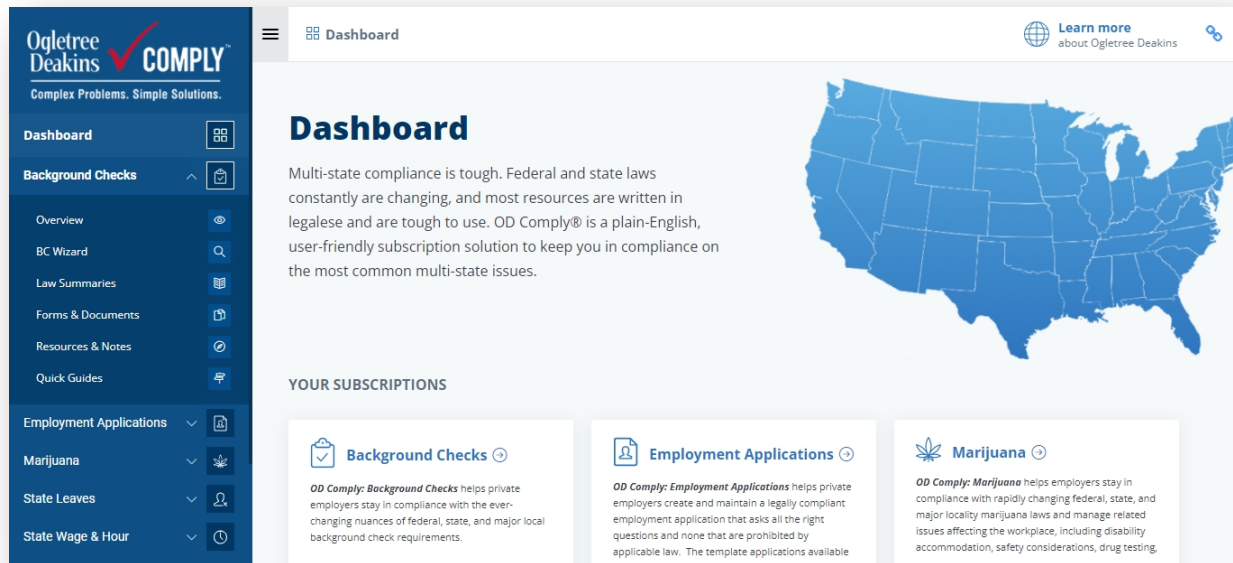 Ogletree
Deakins COMPLY™
Complex Problems. Simple Solutions.
Dashboard
Background Checks
Overview
BC Wizard
Law Summaries
Forms & Documents
Resources & Notes
Quick Guides
Employment Applications
Marijuana
State Leaves
State Wage & Hour
Dashboard
Learn more
about Ogletree Deakins
Dashboard
Multi-state compliance is tough. Federal and state laws
constantly are changing, and most resources are written in
legalese and are tough to use. OD Comply® is a plain-English,
user-friendly subscription solution to keep you in compliance on
the most common multi-state issues.
YOUR SUBSCRIPTIONS
Background Checks
OD Comply: Background Checks helps private
employers stay in compliance with the ever-
changing nuances of federal, state, and major local
background check requirements.
Employment Applications
OD Comply: Employment Applications helps private
employers create and maintain a legally compliant
employment application that asks all the right
questions and none that are prohibited by
applicable law. The template applications available
Marijuana
OD Comply: Marijuana helps employers stay in
compliance with rapidly changing federal, state, and
major locality marijuana laws and manage related
issues affecting the workplace, including disability
accommodation, safety considerations, drug testing,